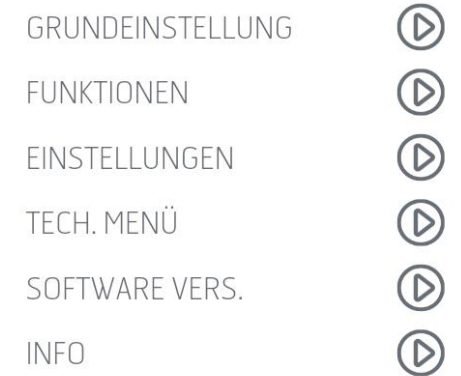 GRUNDEINSTELLUNG
FUNKTIONEN
EINSTELLUNGEN
TECH. MENÜ
SOFTWARE VERS.
INFO